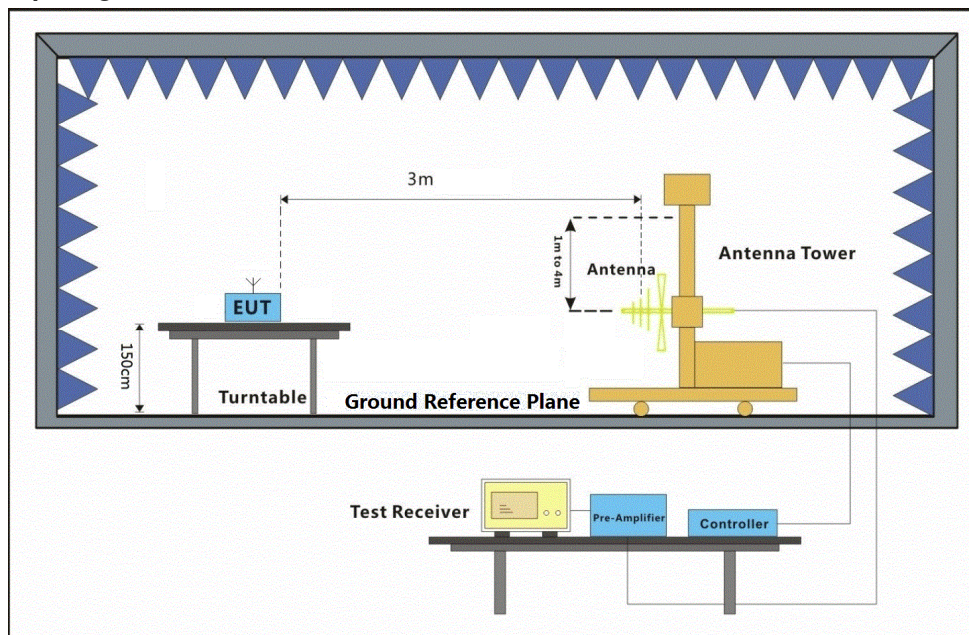 3m
1m to 4m
Antenna
Antenna Tower
EUT
150cm
Turntable
Ground Reference Plane
Test Receiver
Pre-Amplifier
Controller